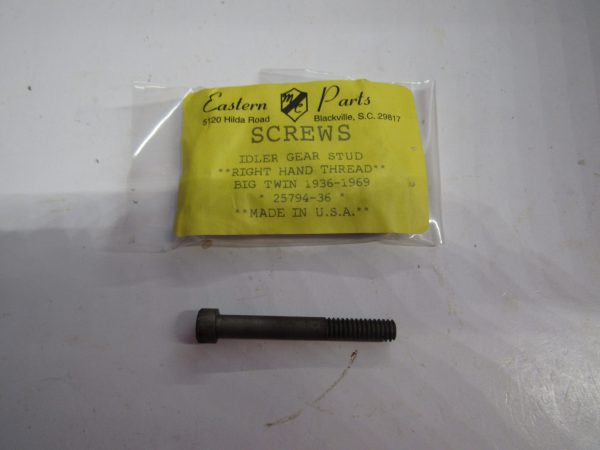 Eastern MC Parts
5120 Hilda Road Blackville, S.C. 29817
SCREWS
IDLER GEAR STUD
**RIGHT HAND THREAD**
BIG TWIN 1936-1969
* 25794-36 *
**MADE IN U.S.A.**